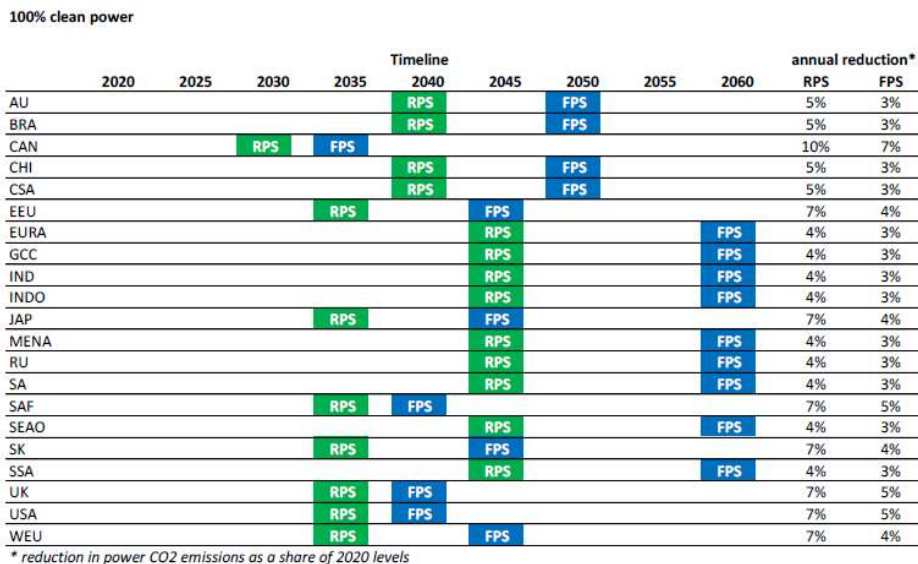 100% clean power
Timeline annual reduction*
2020 2025 2030 2035 2040 2045 2050 2055 2060 RPS FPS
AU RPS FPS 5% 3%
BRA RPS FPS 5% 3%
CAN RPS FPS 10% 7%
CHI RPS FPS 5% 3%
CSA RPS FPS 5% 3%
EEU RPS FPS 7% 4%
EURA RPS FPS 4% 3%
GCC RPS FPS 4% 3%
IND RPS FPS 4% 3%
INDO RPS FPS 4% 3%
JAP RPS FPS 7% 4%
MENA RPS FPS 4% 3%
RU RPS FPS 4% 3%
SA RPS FPS 4% 3%
SAF RPS FPS 7% 5%
SEAO RPS FPS 4% 3%
SK RPS FPS 7% 4%
SSA RPS FPS 4% 3%
UK RPS FPS 7% 5%
USA RPS FPS 7% 5%
WEU RPS FPS 7% 4%
* reduction in power CO2 emissions as a share of 2020 levels